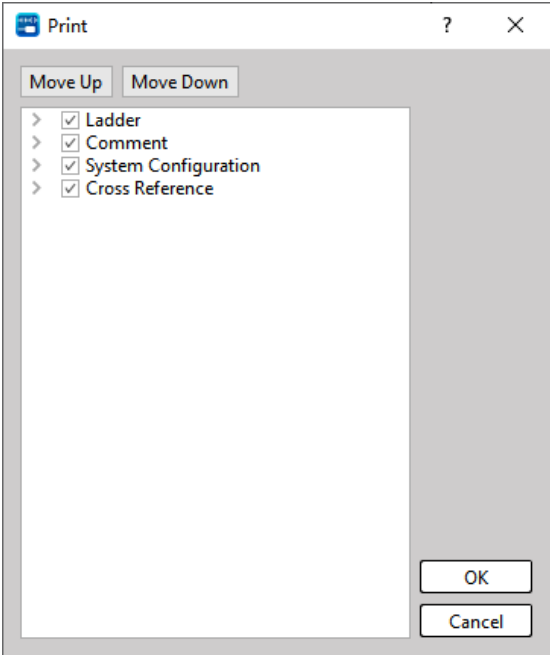 Print ?
Move Up Move Down
Ladder
Comment
System Configuration
Cross Reference
OK
Cancel